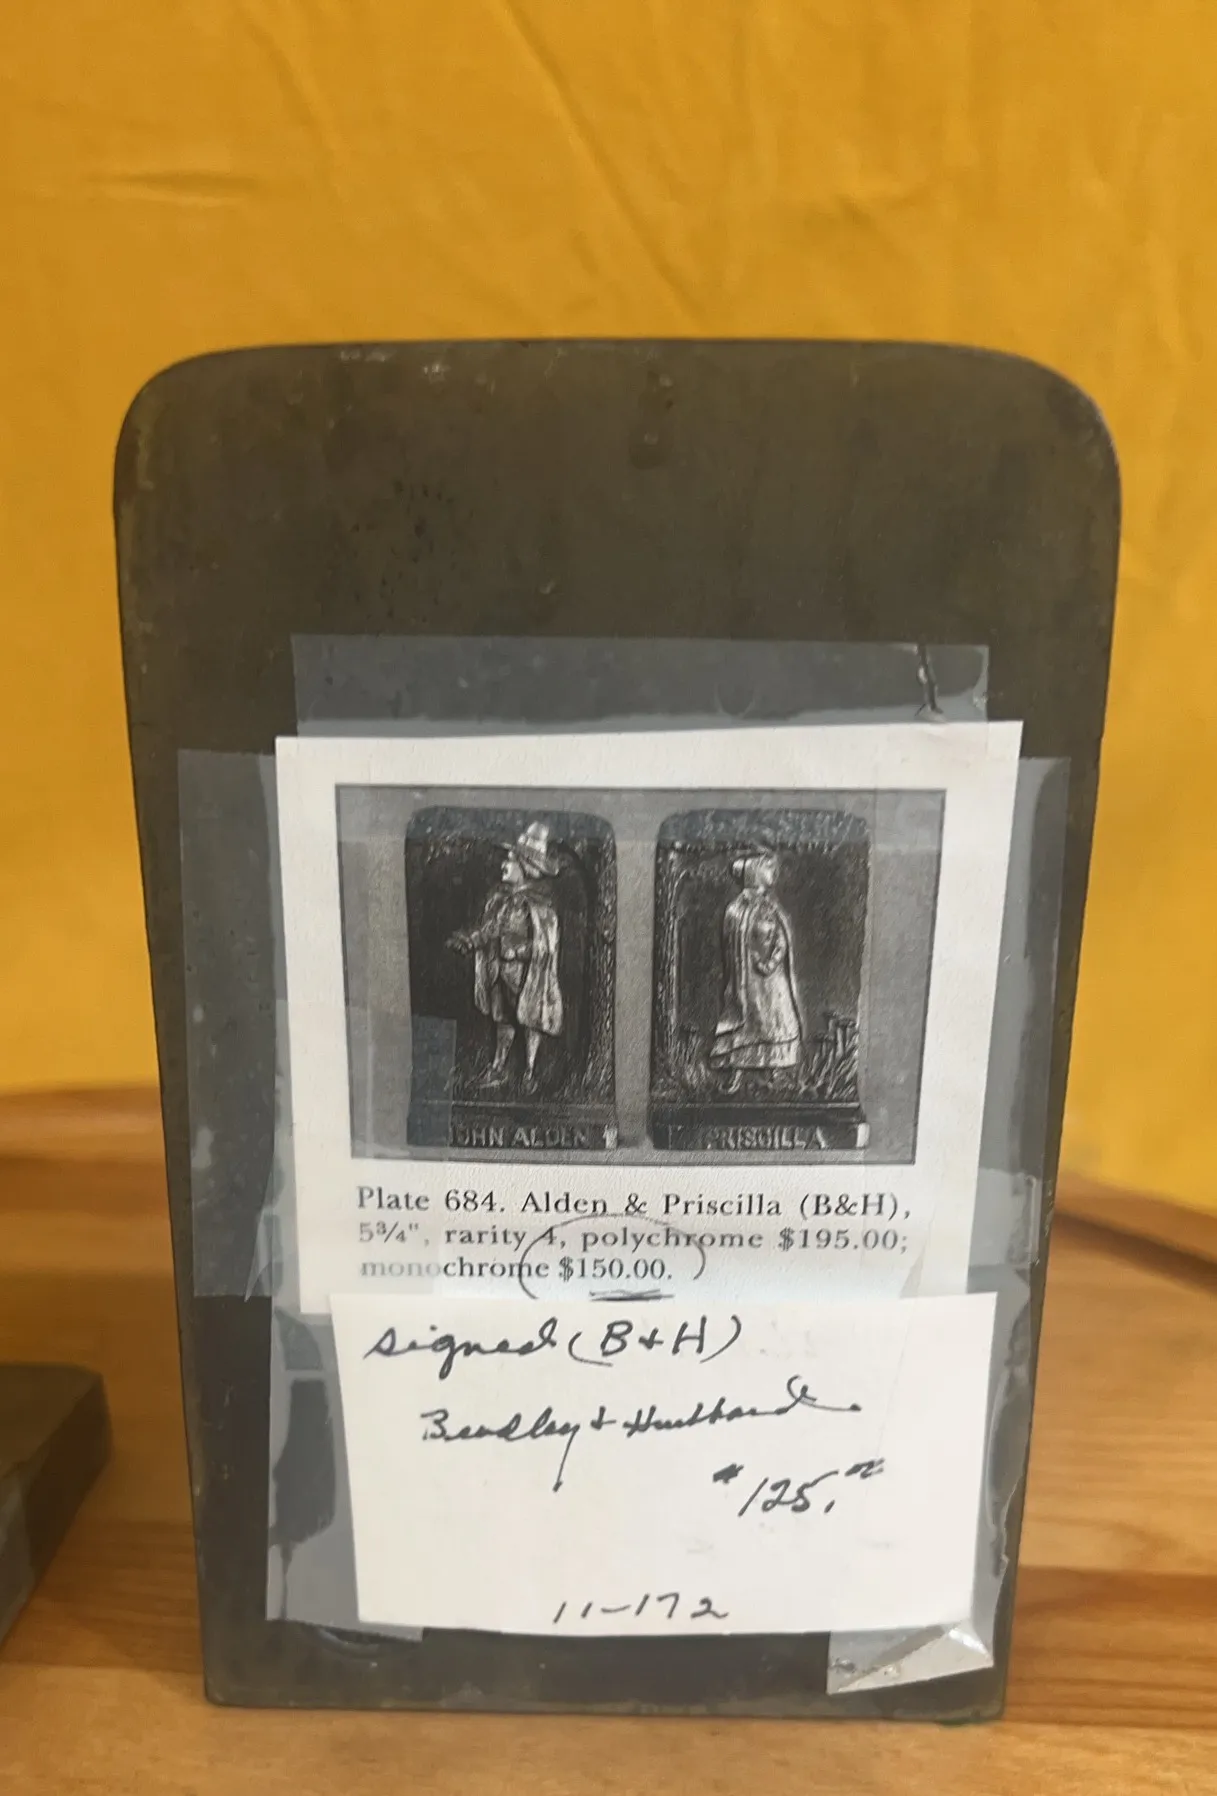 JOHN ALDEN
PRISCILLA
Plate 684. Alden & Priscilla (B&H),
5¾", rarity 4, polychrome $195.00;
monochrome $150.00.
signed (B+H)
Bradley + Hubbard.
$125.00
11-172